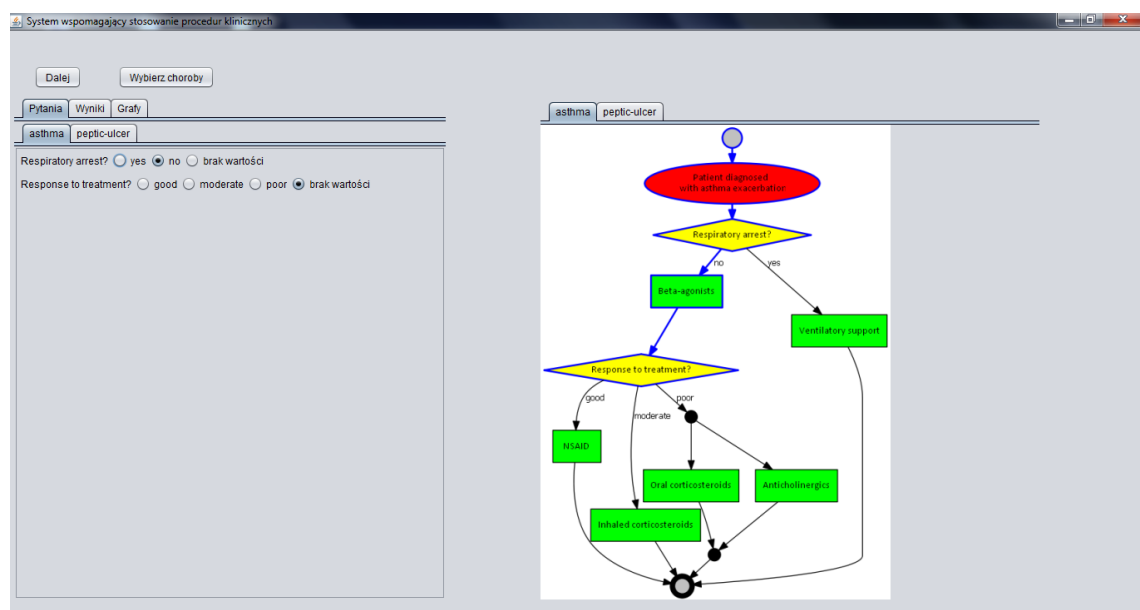 System wspomagający stosowanie procedur klinicznych
Dalej
Wybierz choroby
Pytania Wyniki Grafy
asthma peptic-ulcer
Respiratory arrest? yes no brak wartości
Response to treatment? good moderate poor brak wartości
asthma peptic-ulcer
Patient diagnosed
with asthma exacerbatioc
Respiratory arrest?
no
yes
Beta-agonists
Ventilatory support
Response to treatment?
good
moderate
poor
NSAID
Oral corticosteroids
Anticholinergics
Inhaled corticosteroids